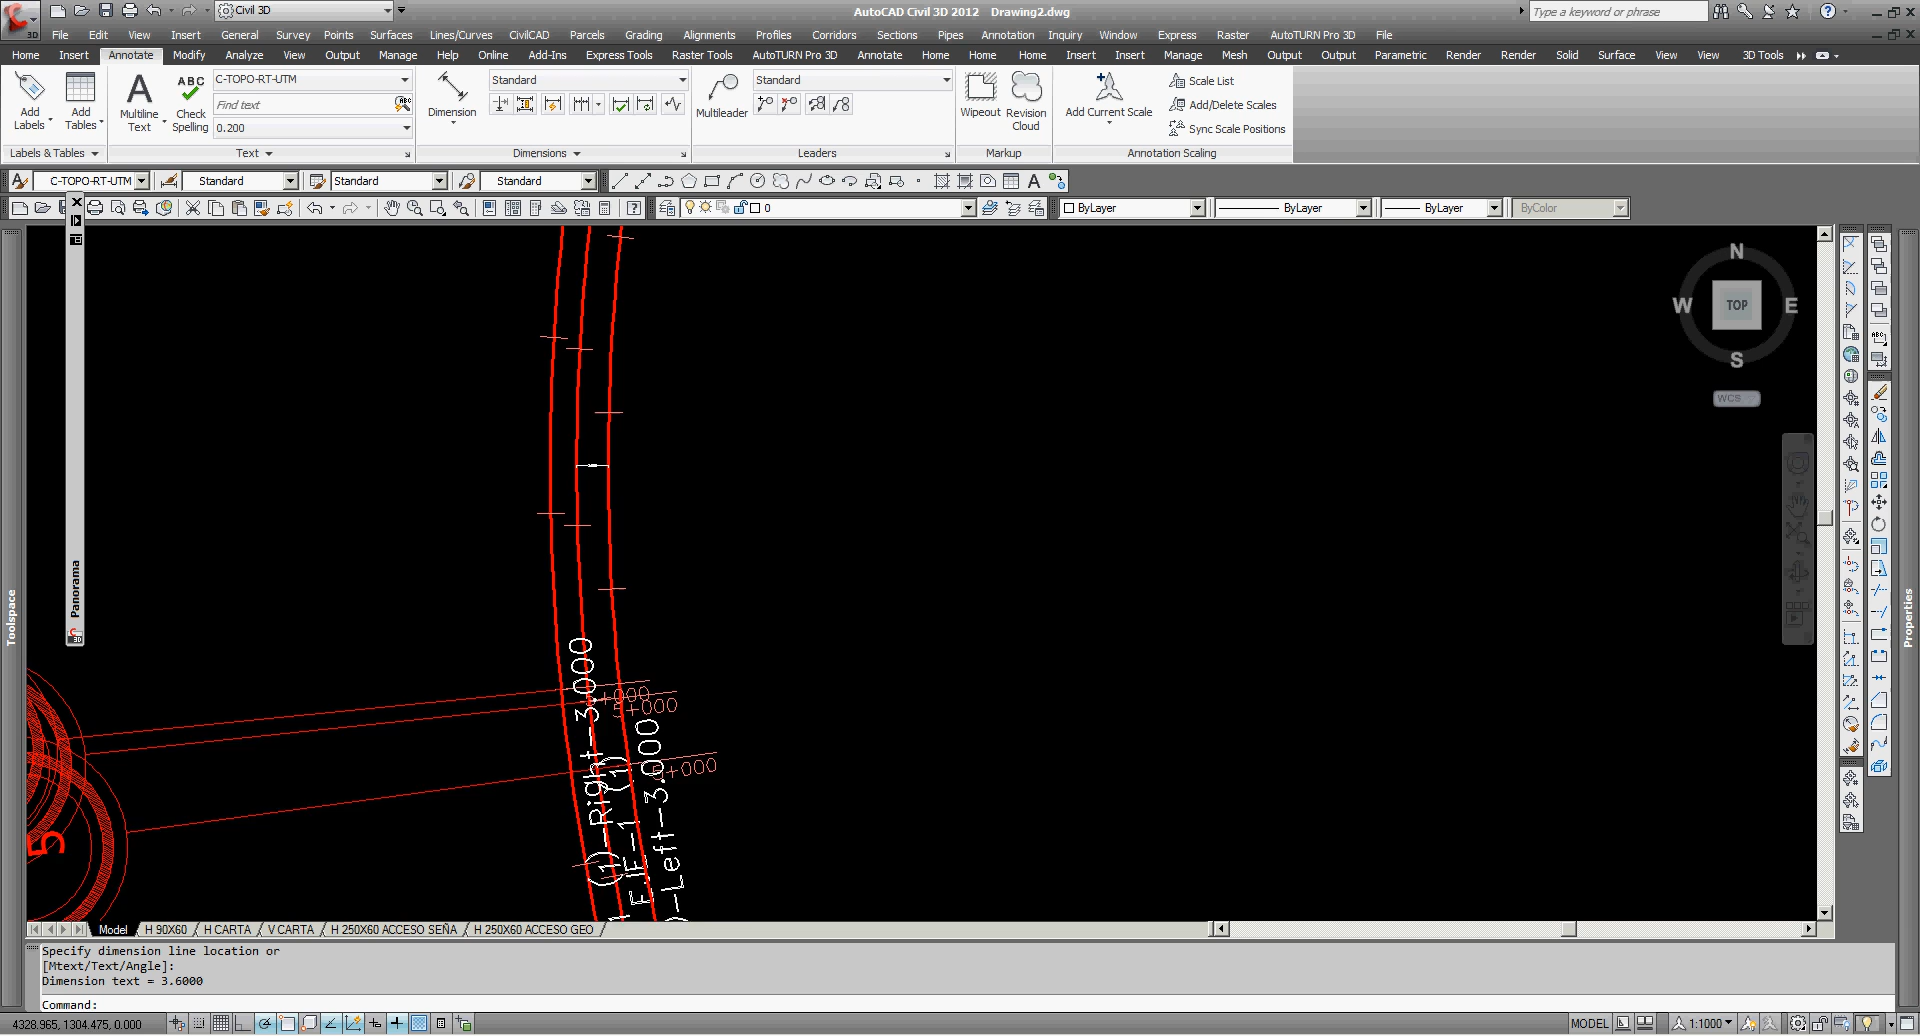 Civil 3D
AutoCAD Civil 3D 2012 Drawing2.dwg
Type a keyword or phrase
3D
File Edit View Insert General Survey Points Surfaces Lines/Curves CivilCAD Parcels Grading Alignments Profiles Corridors Sections Pipes Annotation Inquiry Window Express Raster AutoTURN Pro 3D File
Home Insert Annotate Modify Analyze View Output Manage Help Online Add-Ins Express Tools Raster Tools AutoTURN Pro 3D Annotate Home Home Insert Insert Manage Mesh Output Output Parametric Render Render Solid Surface View View 3D Tools
Add Labels
Add Tables
Labels & Tables
A
Multiline Text
ABC
Check Spelling
C-TOPO-RT-UTM
Find text
ABC
0.200
Text
Dimension
Standard
Dimensions
Multileader
Standard
Leaders
Wipeout
Revision Cloud
Markup
Add Current Scale
Scale List
Add/Delete Scales
Sync Scale Positions
Annotation Scaling
C-TOPO-RT-UTM Standard Standard Standard A
0 ByLayer ByLayer ByLayer ByColor
N
W TOP E
S
WCS
Panorama
Toolspace
Properties
(1)-Right-3.000
5+000
5+000
(1)
-Left-3.000
5
Model H 90X60 H CARTA V CARTA H 250X60 ACCESO SEÑA H 250X60 ACCESO GEO
Specify dimension line location or
[Mtext/Text/Angle]:
Dimension text = 3.6000
Command:
4328.965, 1304.475, 0.000
MODEL
1:1000